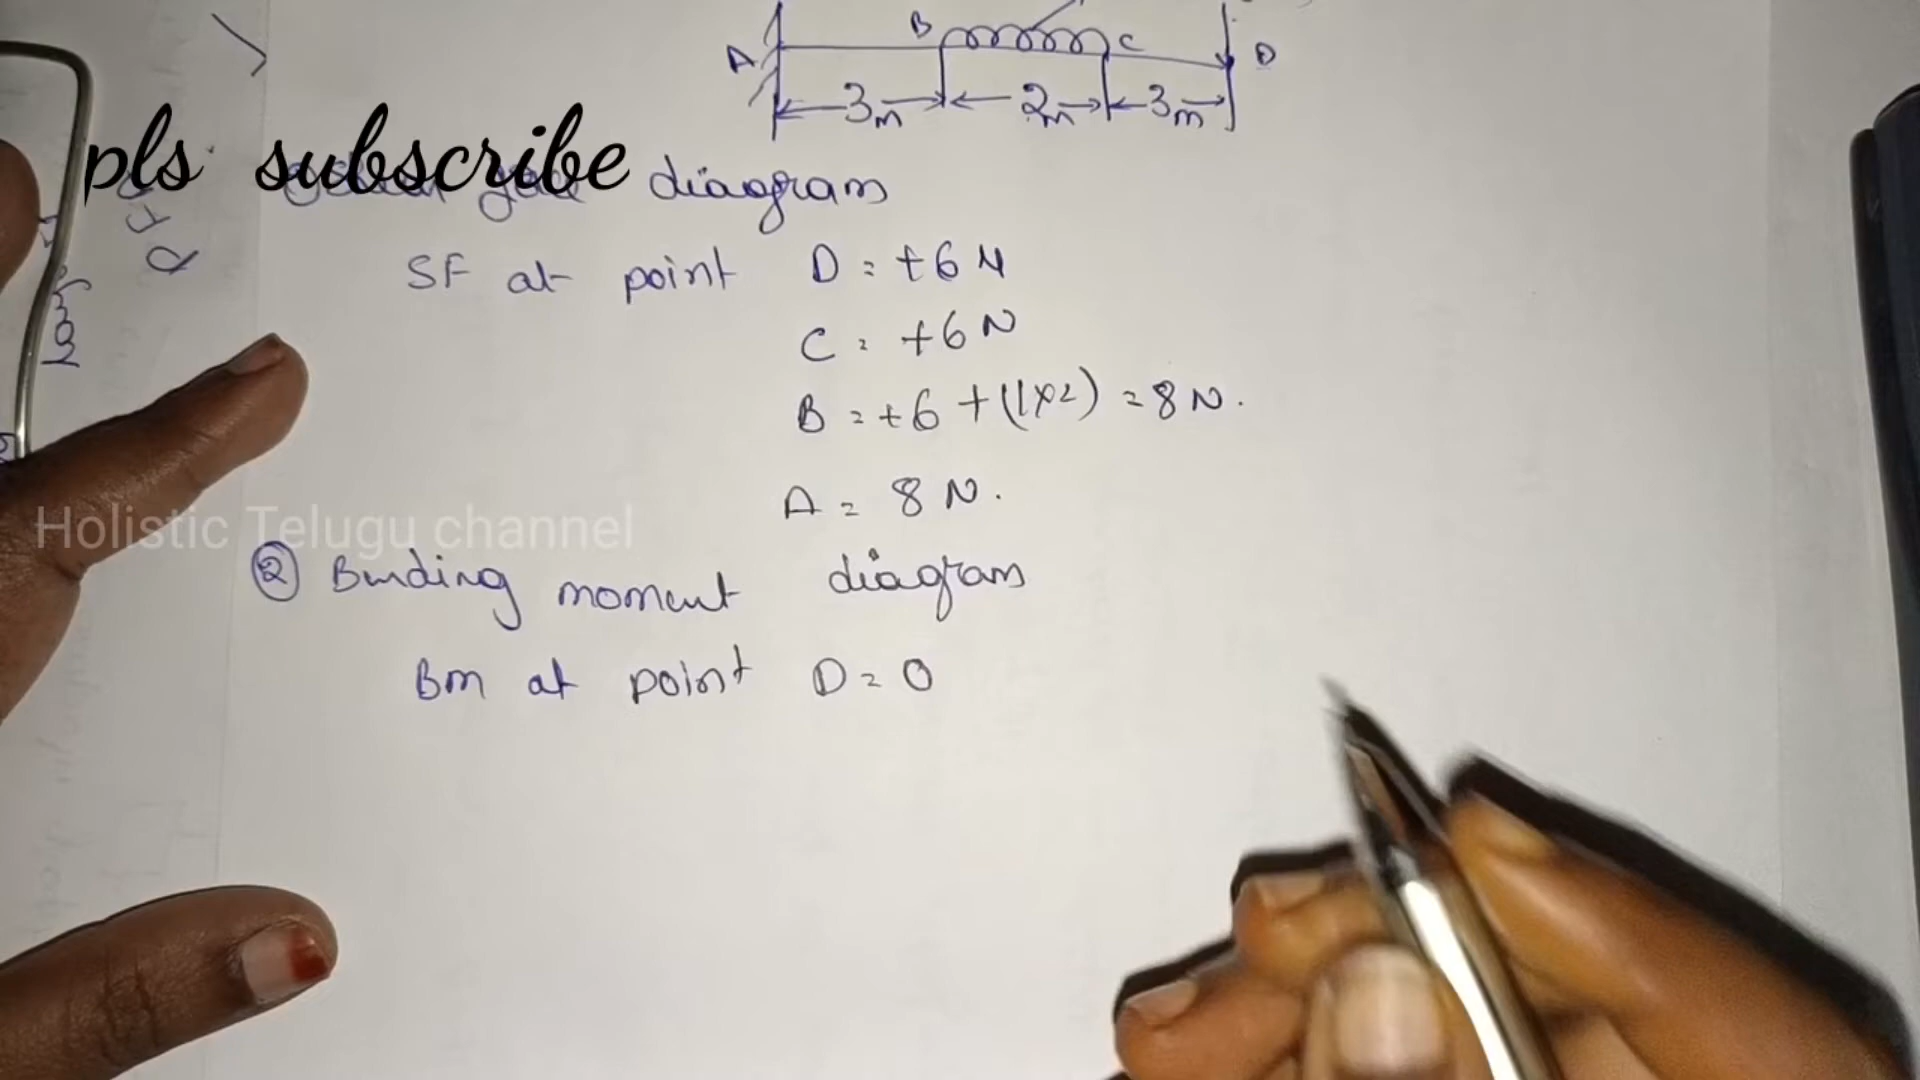 A B C D
3m 2m 3m
pls subscribe
diagram
SF at point D = +6 N
C = +6 N
B = +6 + (1×2) = 8 N.
A = 8 N.
Holistic Telugu channel
② Bending moment diagram
Bm at point D = 0